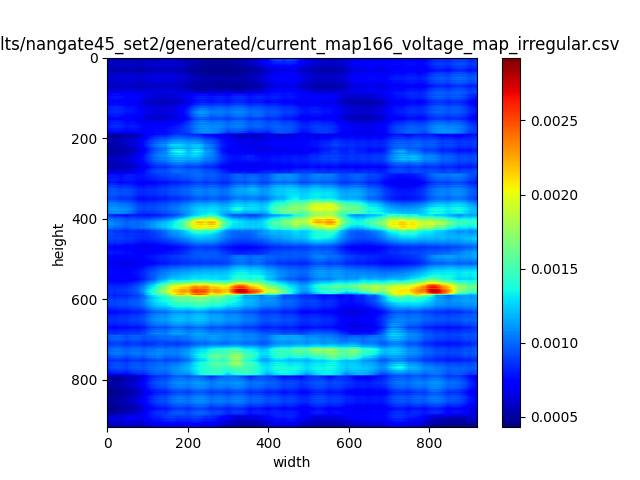 lts/nangate45_set2/generated/current_map166_voltage_map_irregular.csv
0
200
400
600
800
height
0 200 400 600 800
width
0.0025
0.0020
0.0015
0.0010
0.0005